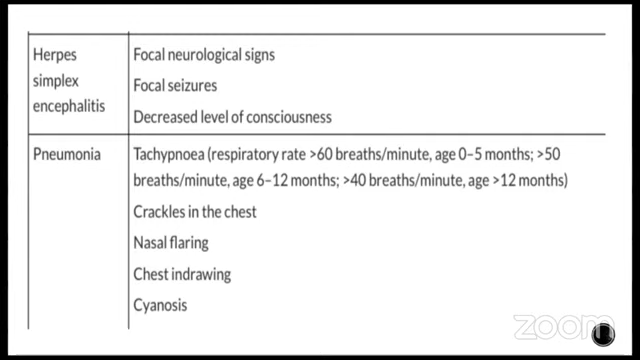 Herpes
simplex
encephalitis
Focal neurological signs
Focal seizures
Decreased level of consciousness
Pneumonia
Tachypnoea (respiratory rate >60 breaths/minute, age 0–5 months; >50
breaths/minute, age 6–12 months; >40 breaths/minute, age >12 months)
Crackles in the chest
Nasal flaring
Chest indrawing
Cyanosis
zoom